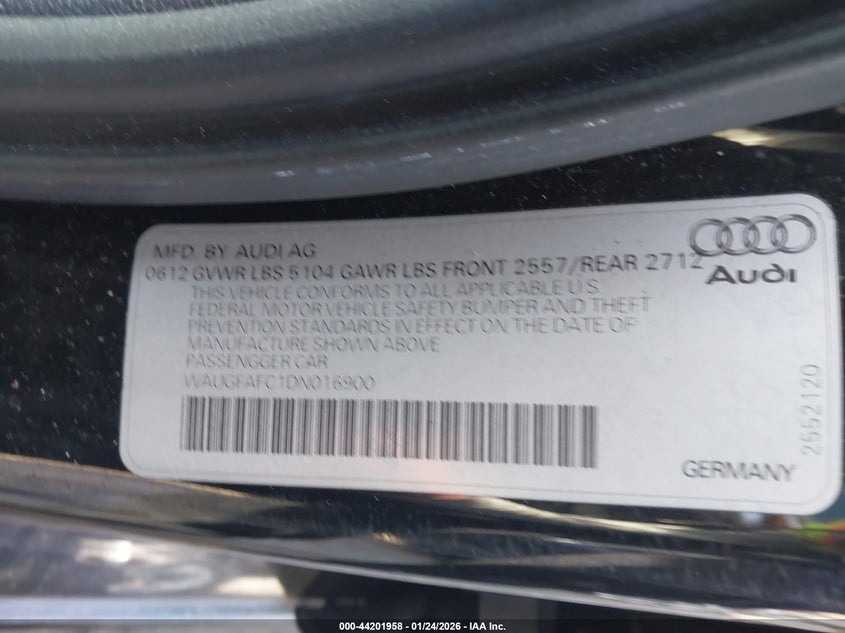 MFD. BY AUDI AG
0612 GVWR LBS 5104 GAWR LBS FRONT 2557/REAR 2712
Audi
THIS VEHICLE CONFORMS TO ALL APPLICABLE U.S.
FEDERAL MOTOR VEHICLE SAFETY BUMPER AND THEFT
PREVENTION STANDARDS IN EFFECT ON THE DATE OF
MANUFACTURE SHOWN ABOVE
PASSENGGER CAR
WAUGFAFC1DN016900
2552120
GERMANY
000-44201958 - 01/24/2026 - IAA Inc.